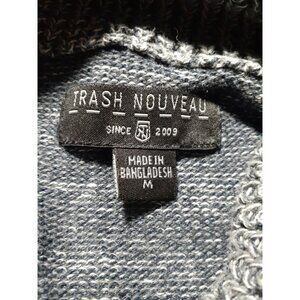 TRASH NOUVEAU
SINCE 2009
MADE IN
BANGLADESH
M